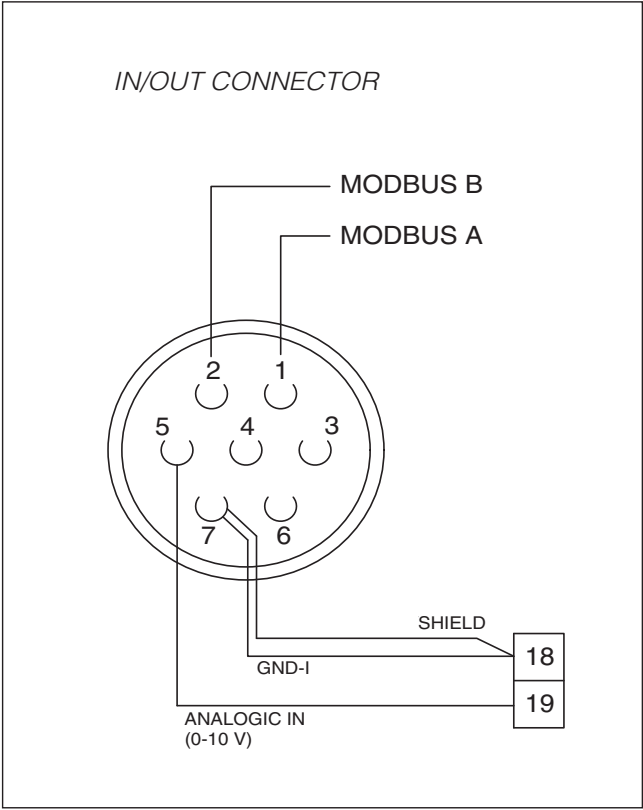 IN/OUT CONNECTOR
MODBUS B
MODBUS A
2
1
5
4
3
7
6
SHIELD
18
GND-I
19
ANALOGIC IN
(0-10 V)